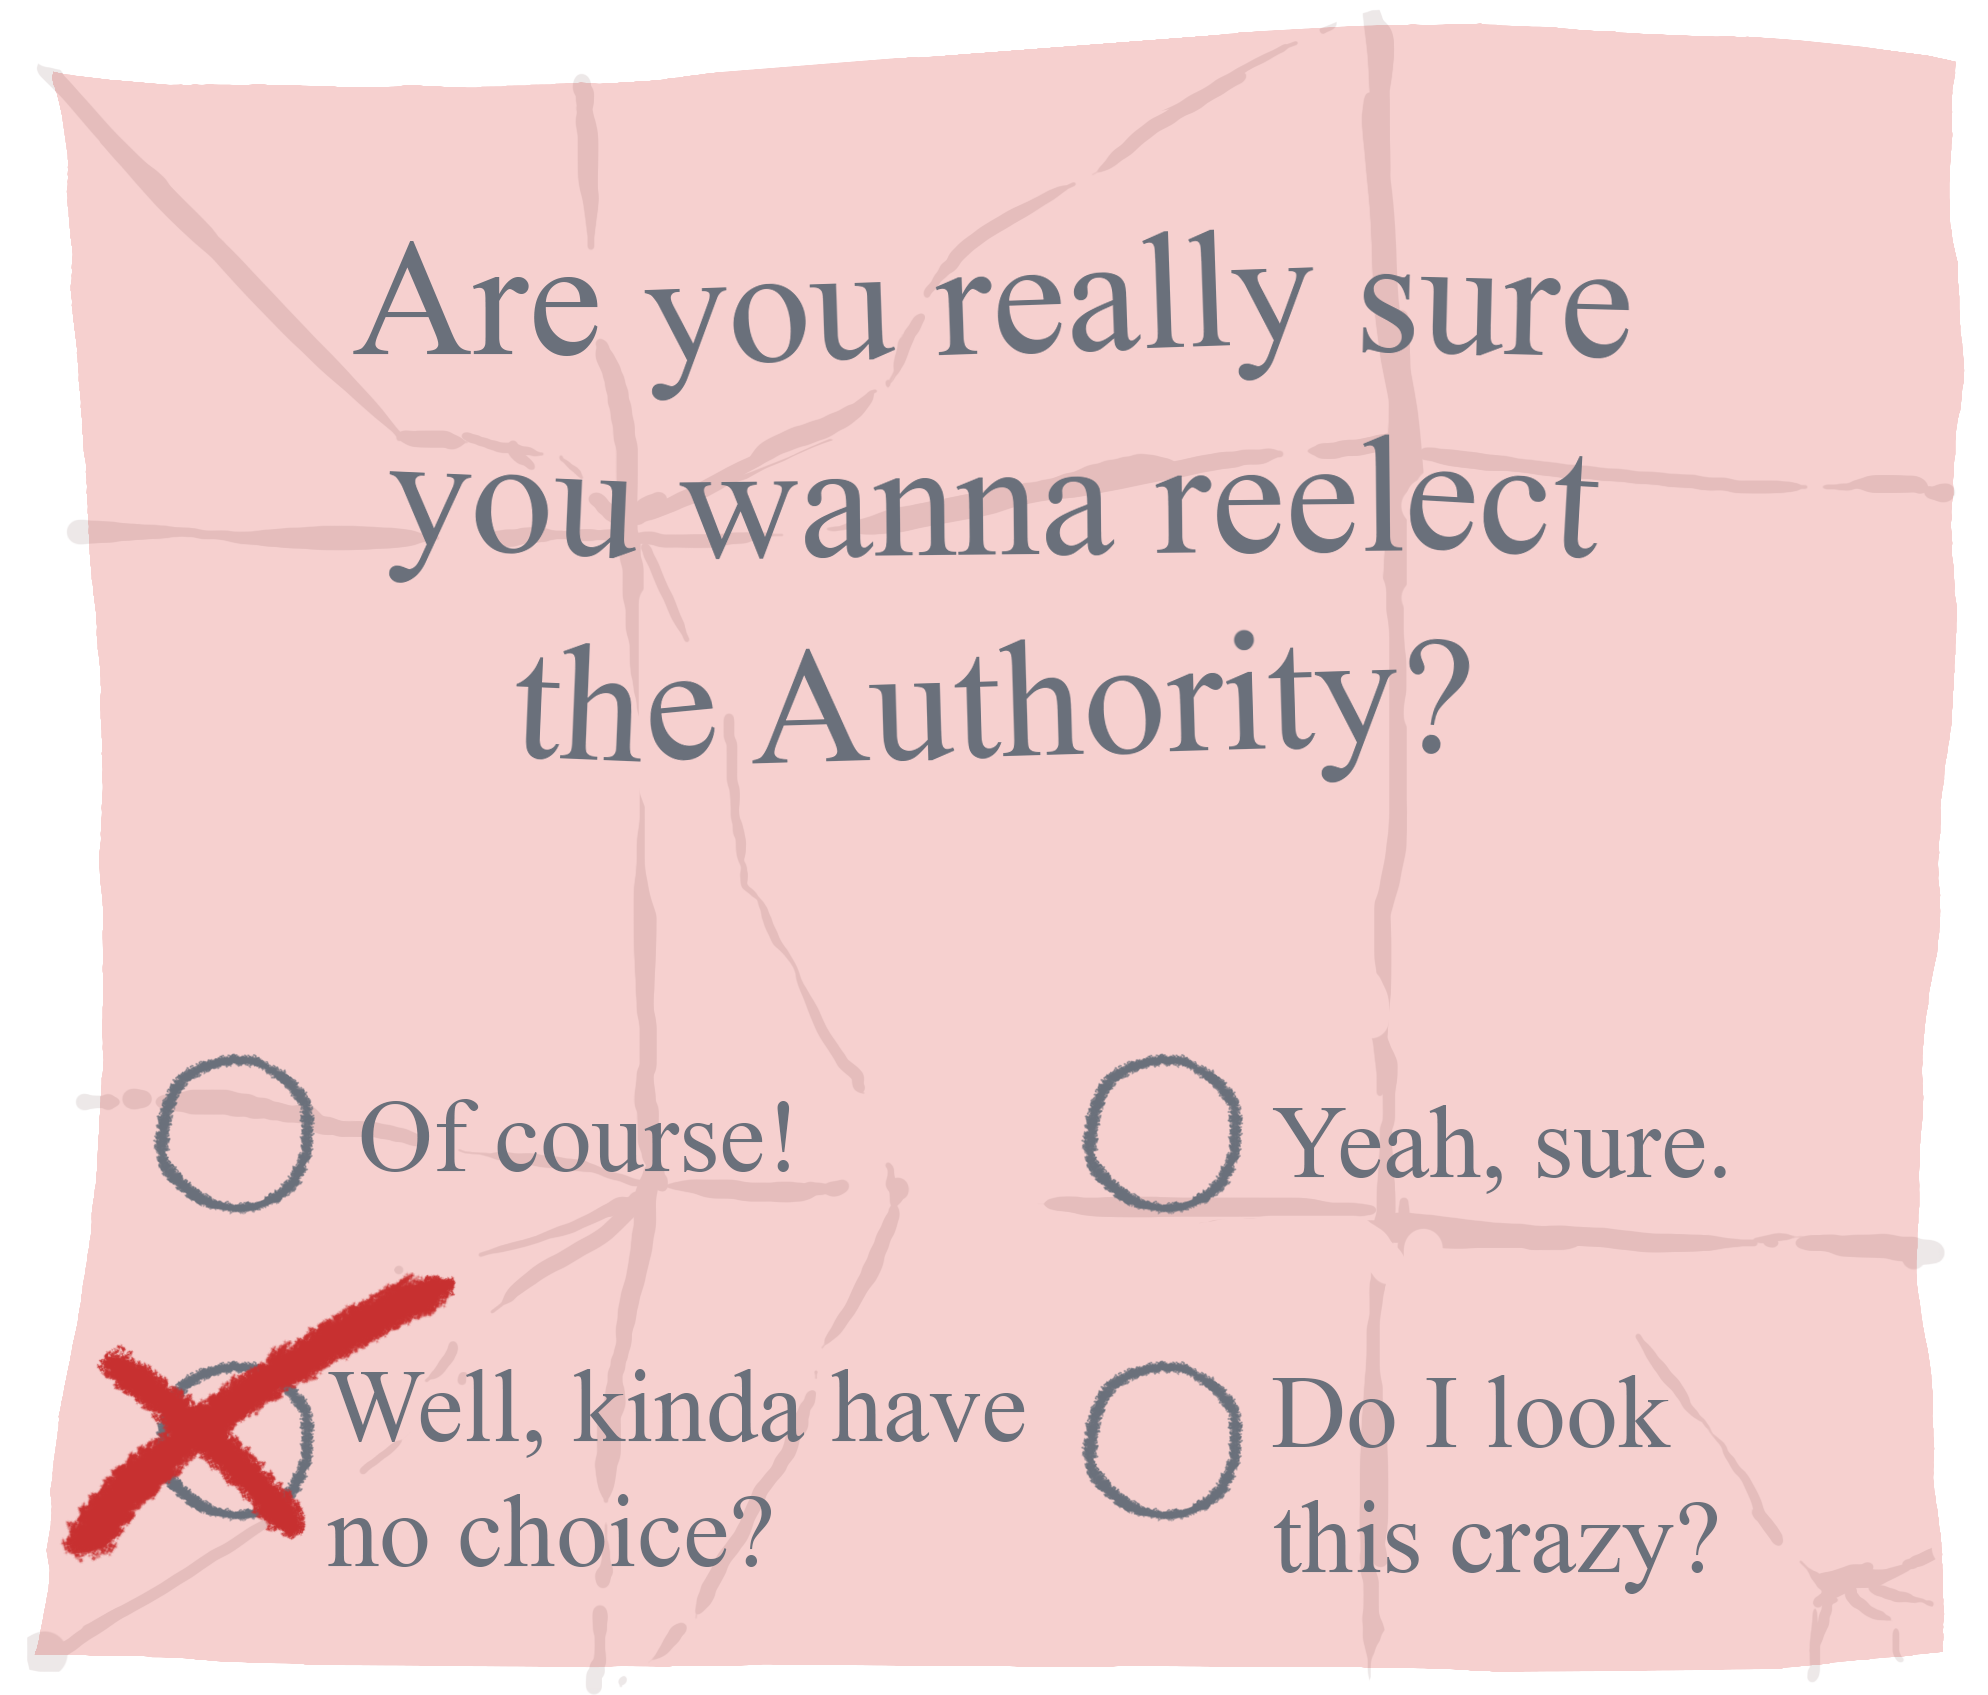 Are you really sure
you wanna reelect
the Authority?
Of course!
Yeah, sure.
Well, kinda have
no choice?
Do I look
this crazy?